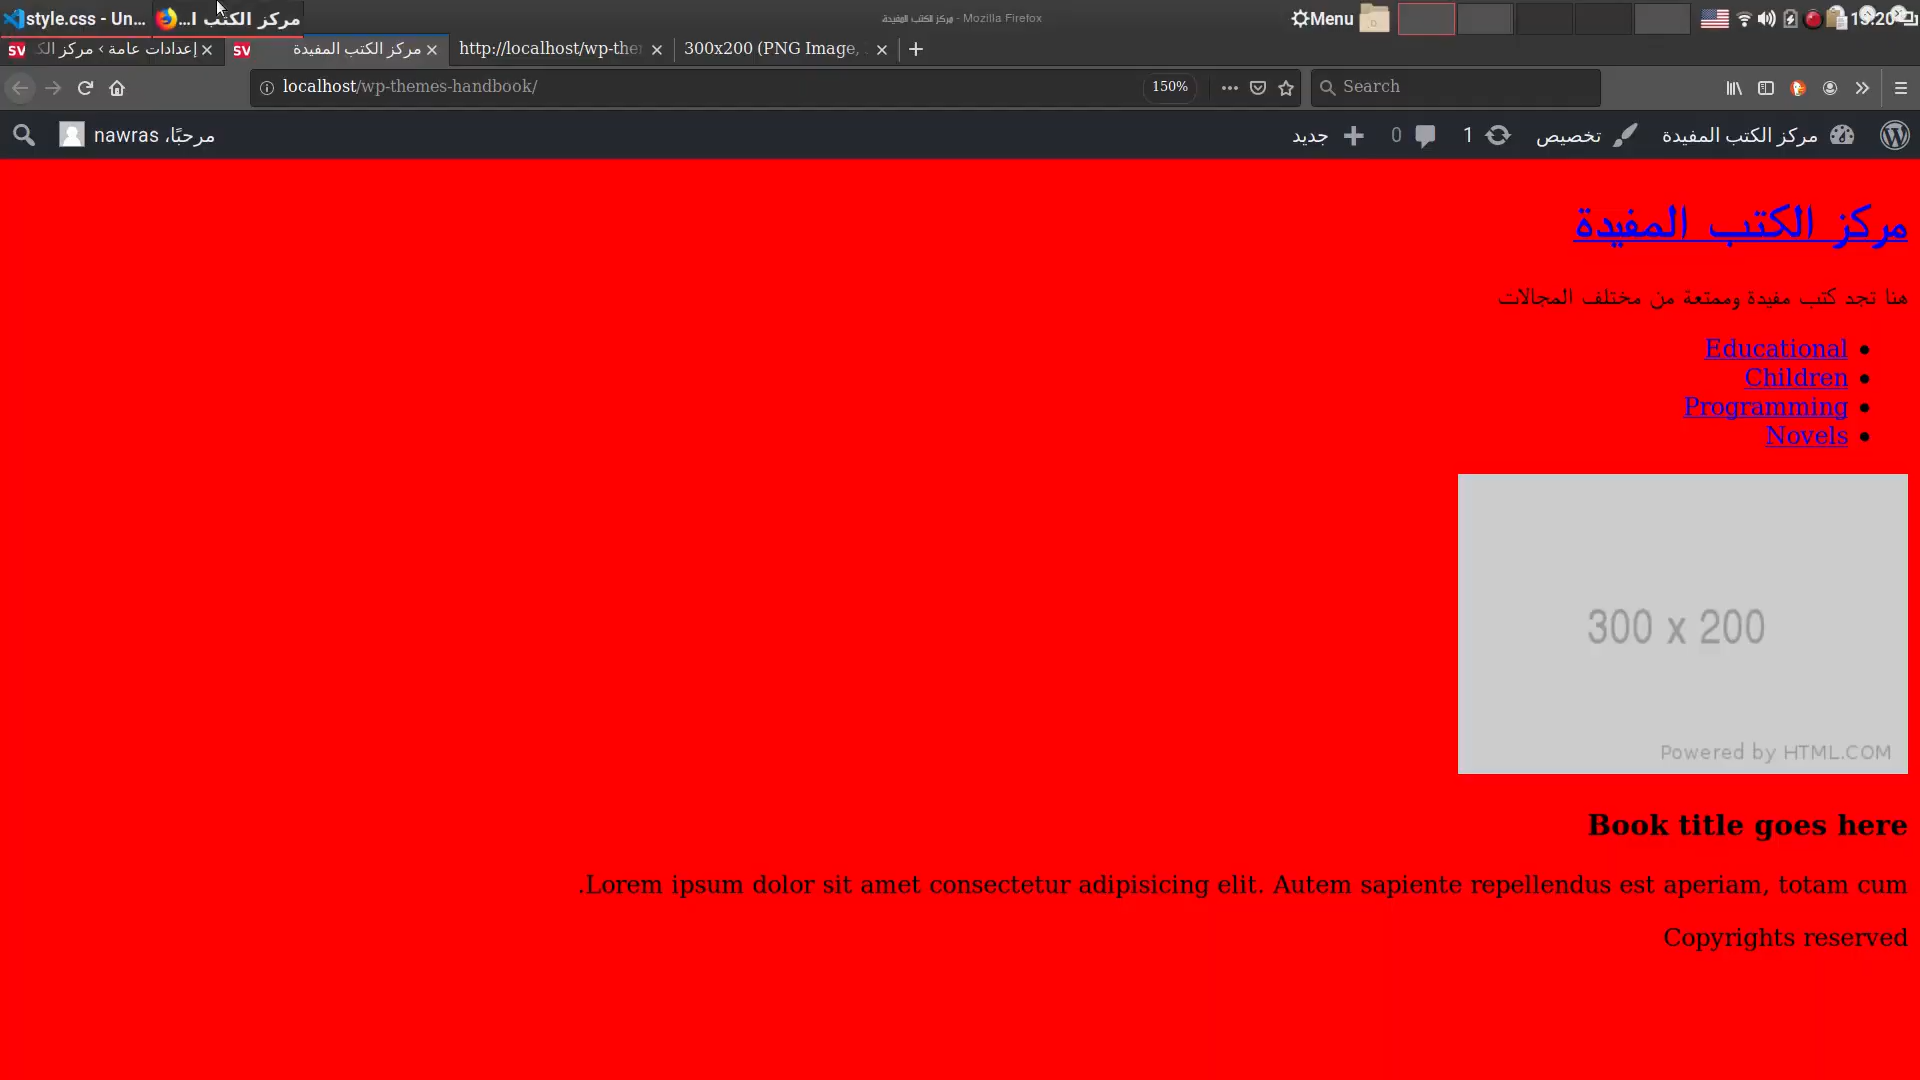 style.css - Un...
مركز الكتب ا...
مركز الكتب المفيدة - Mozilla Firefox
Menu
إعدادات عامة ‹ مركز الك
مركز الكتب المفيدة
http://localhost/wp-the
300x200 (PNG Image,
localhost/wp-themes-handbook/
150%
Search
مركز الكتب المفيدة
تخصيص
1
0
جديد
مرحبًا، nawras
مركز الكتب المفيدة
هنا تجد كتب مفيدة وممتعة من مختلف المجالات
Educational
Children
Programming
Novels
300 x 200
Powered by HTML.COM
Book title goes here
Lorem ipsum dolor sit amet consectetur adipisicing elit. Autem sapiente repellendus est aperiam, totam cum.
Copyrights reserved